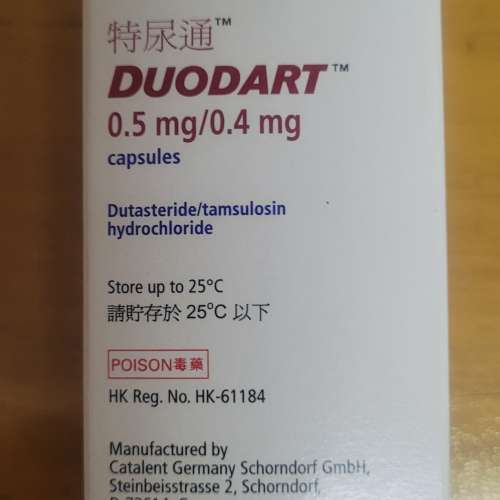 特尿通™
DUODART™
0.5 mg/0.4 mg
capsules
Dutasteride/tamsulosin
hydrochloride
Store up to 25°C
請貯存於 25°C 以下
POISON毒藥
HK Reg. No. HK-61184
Manufactured by
Catalent Germany Schorndorf GmbH,
Steinbeisstrasse 2, Schorndorf,